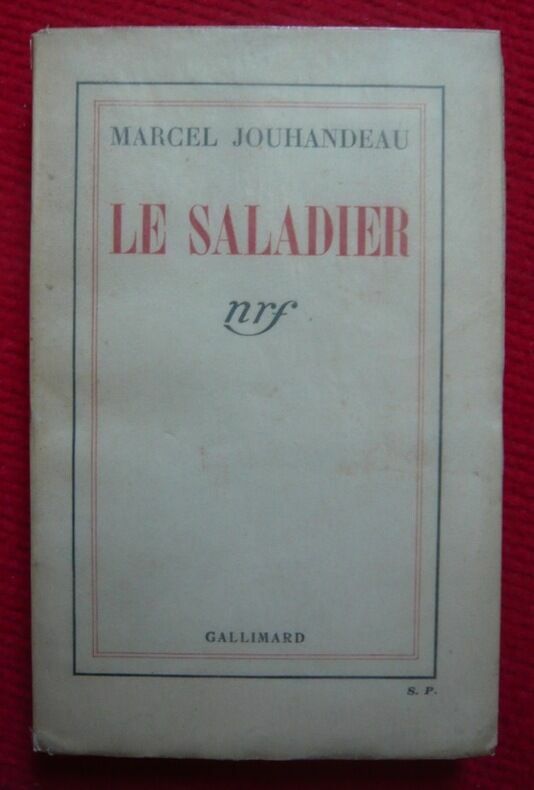 MARCEL JOUHANDEAU
LE SALADIER
nrf
GALLIMARD
S. P.